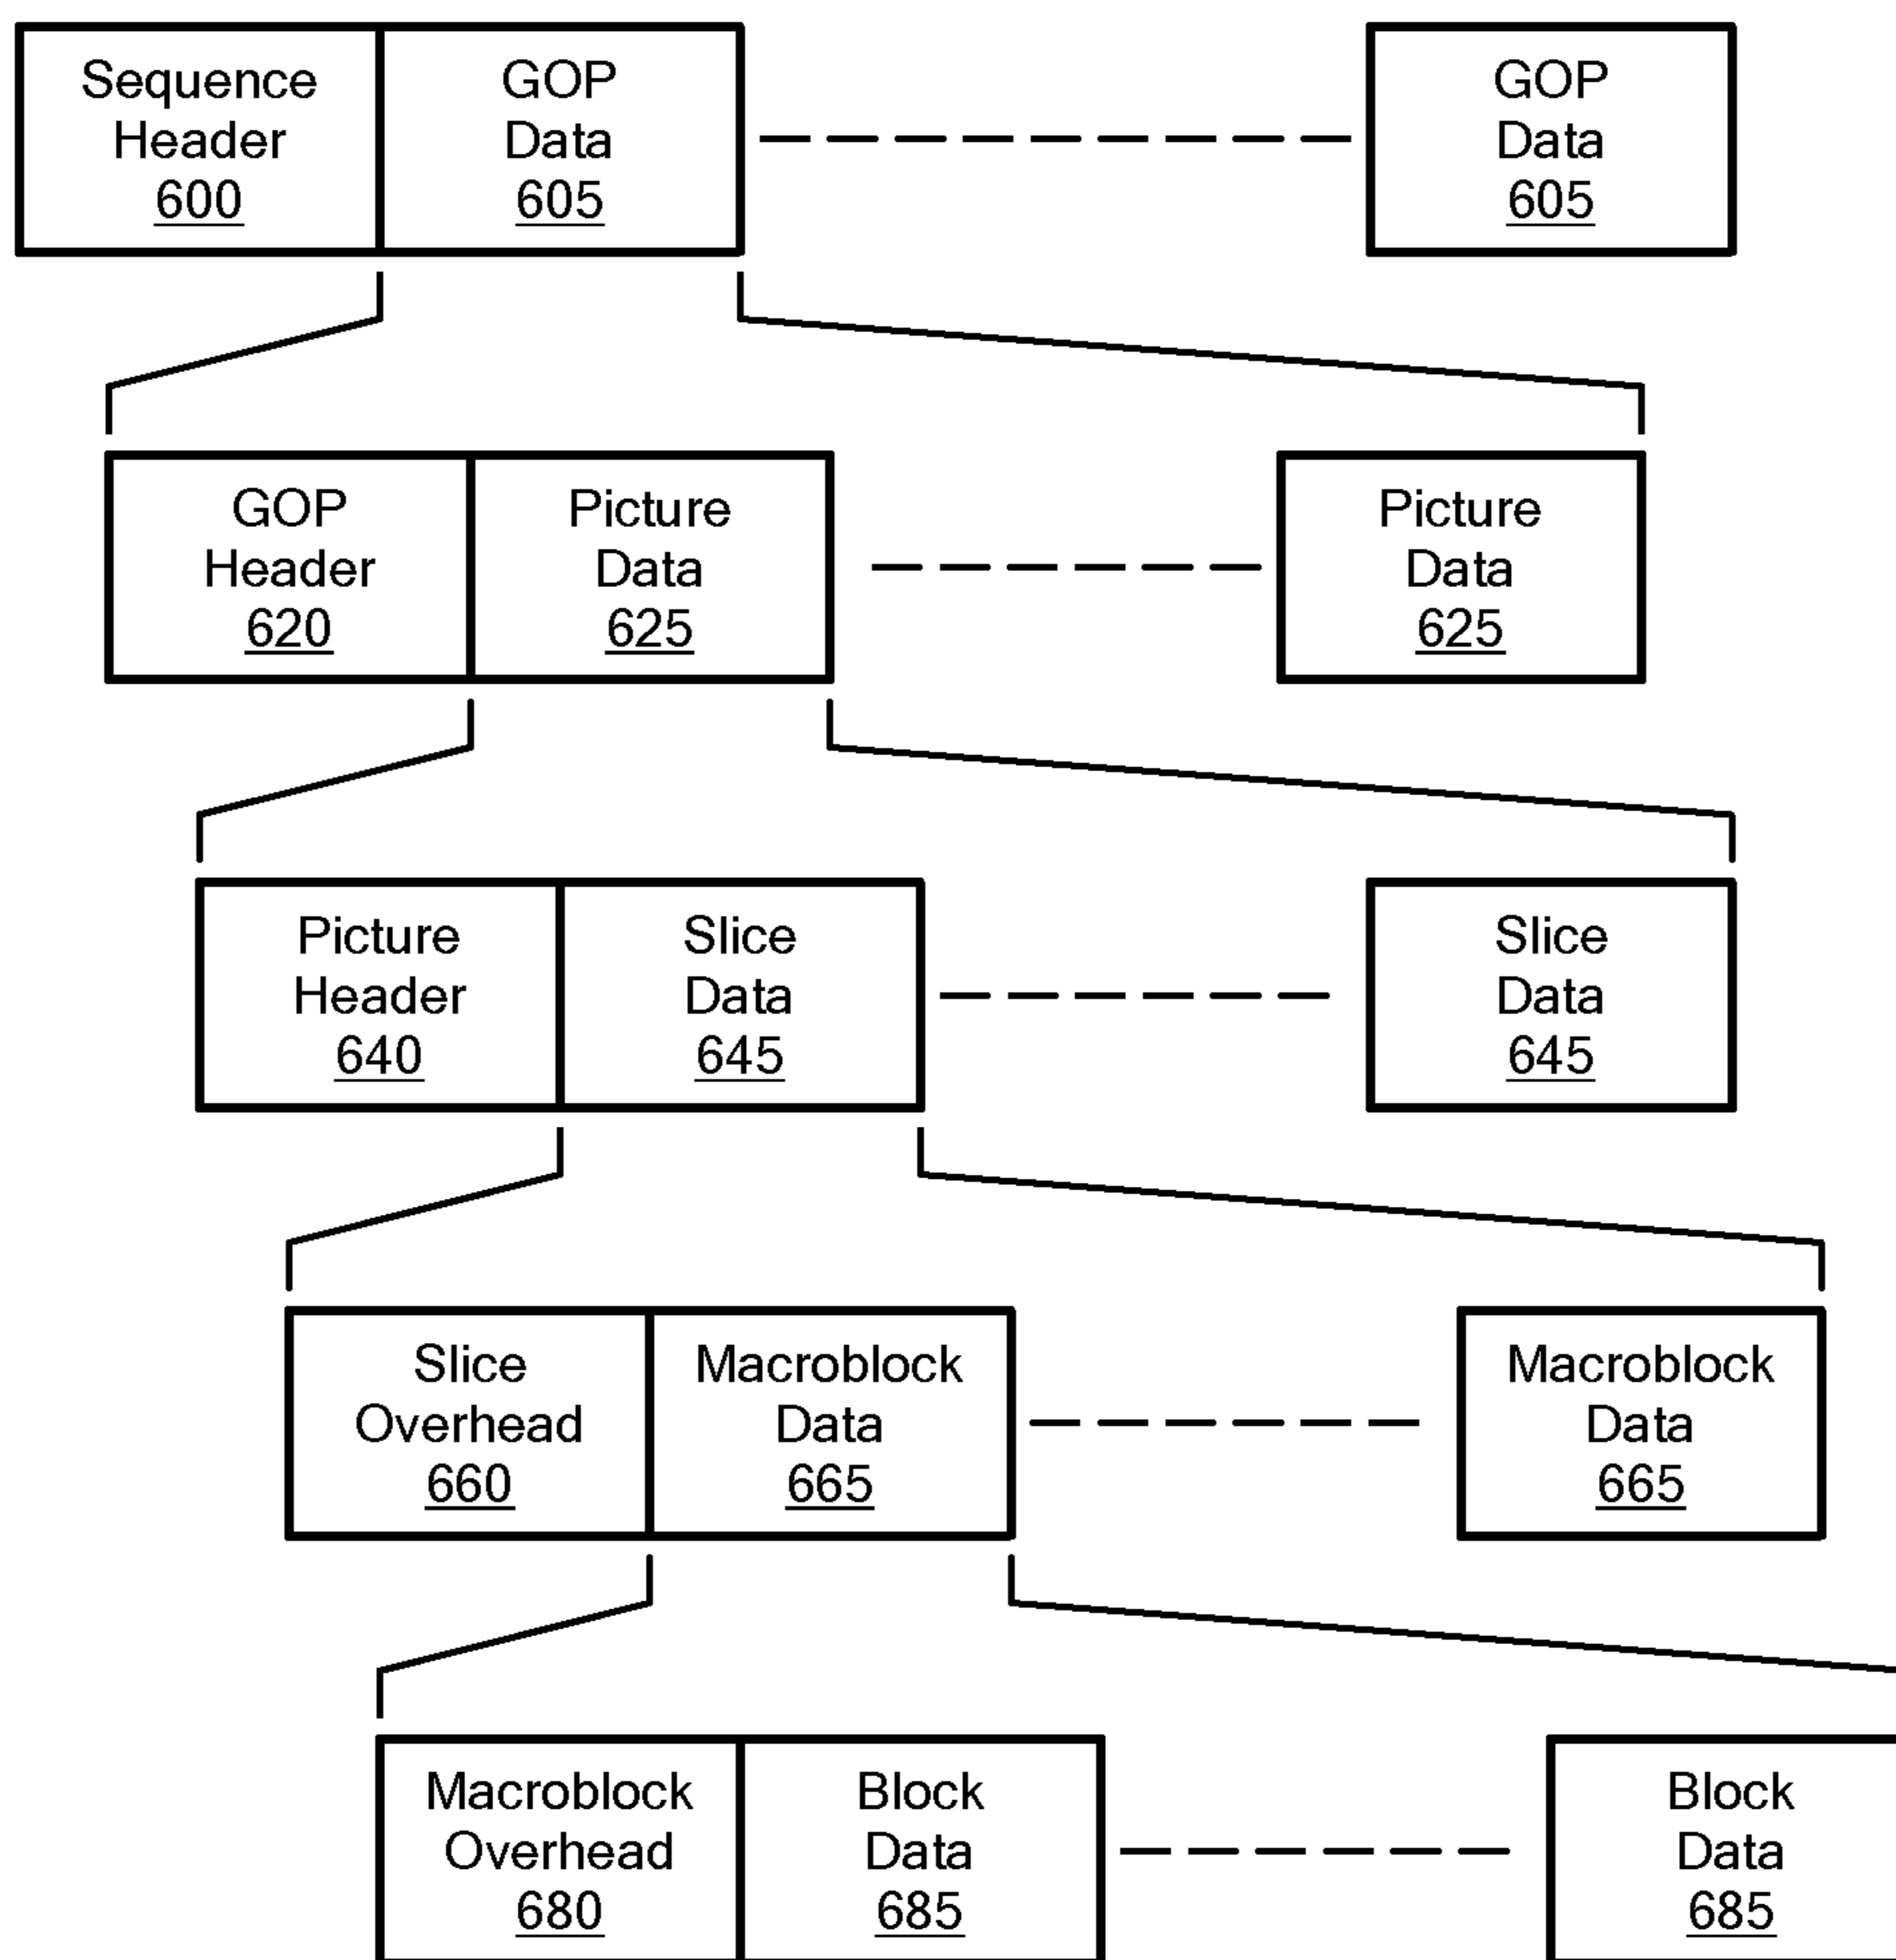 Sequence
Header
600
GOP
Data
605
GOP
Data
605
GOP
Header
620
Picture
Data
625
Picture
Data
625
Picture
Header
640
Slice
Data
645
Slice
Data
645
Slice
Overhead
660
Macroblock
Data
665
Macroblock
Data
665
Macroblock
Overhead
680
Block
Data
685
Block
Data
685